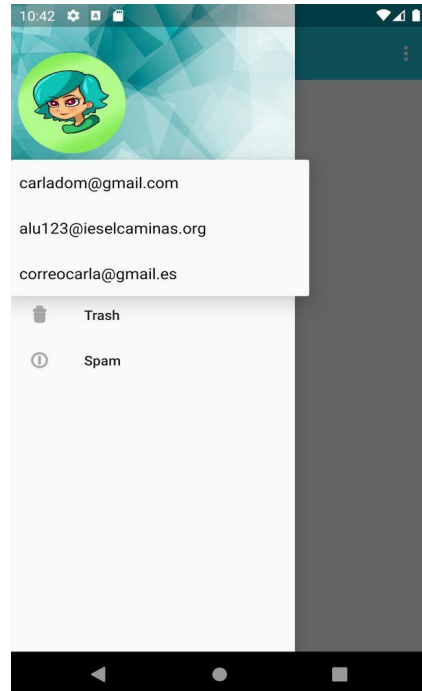 10:42
carladom@gmail.com
alu123@ieselcaminas.org
correocarla@gmail.es
Trash
Spam